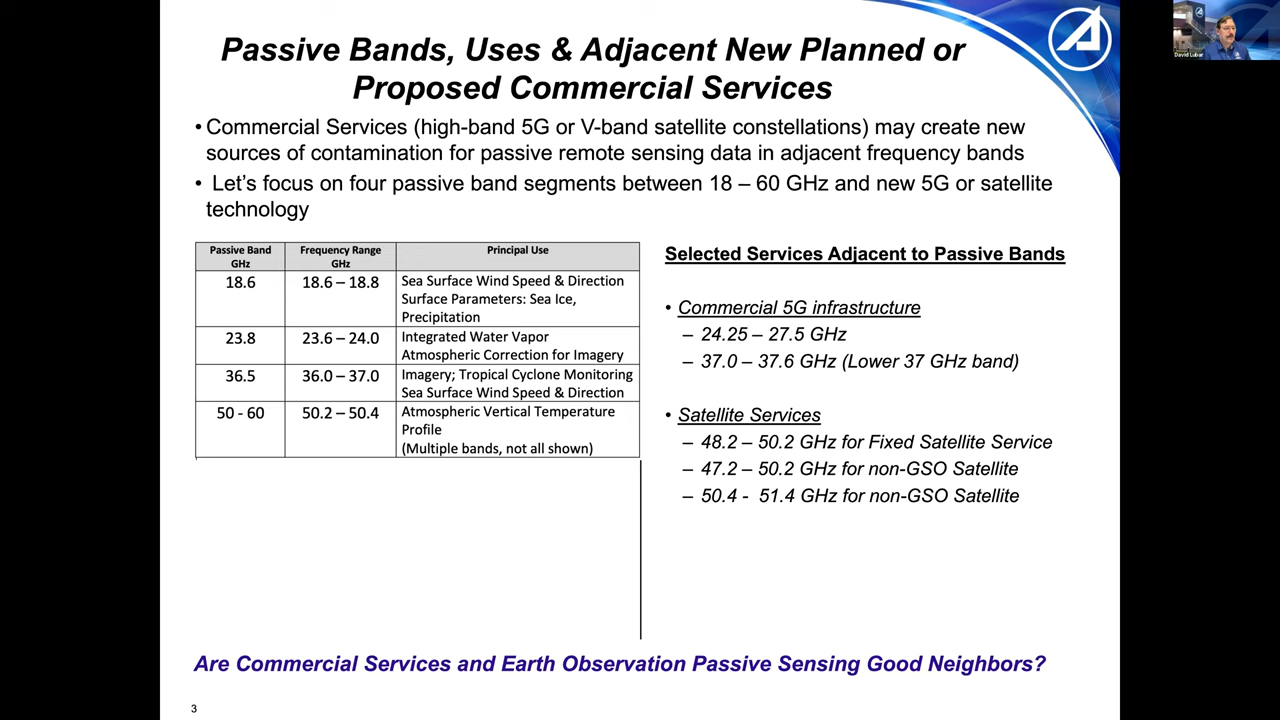 Passive Bands, Uses & Adjacent New Planned or
Proposed Commercial Services
David Lubar
• Commercial Services (high-band 5G or V-band satellite constellations) may create new
sources of contamination for passive remote sensing data in adjacent frequency bands
• Let's focus on four passive band segments between 18 – 60 GHz and new 5G or satellite
technology
Passive Band
GHz
Frequency Range
GHz
Principal Use
18.6
18.6 – 18.8
Sea Surface Wind Speed & Direction
Surface Parameters: Sea Ice,
Precipitation
23.8
23.6 – 24.0
Integrated Water Vapor
Atmospheric Correction for Imagery
36.5
36.0 – 37.0
Imagery; Tropical Cyclone Monitoring
Sea Surface Wind Speed & Direction
50 - 60
50.2 – 50.4
Atmospheric Vertical Temperature
Profile
(Multiple bands, not all shown)
Selected Services Adjacent to Passive Bands
• Commercial 5G infrastructure
– 24.25 – 27.5 GHz
– 37.0 – 37.6 GHz (Lower 37 GHz band)
• Satellite Services
– 48.2 – 50.2 GHz for Fixed Satellite Service
– 47.2 – 50.2 GHz for non-GSO Satellite
– 50.4 - 51.4 GHz for non-GSO Satellite
Are Commercial Services and Earth Observation Passive Sensing Good Neighbors?
3